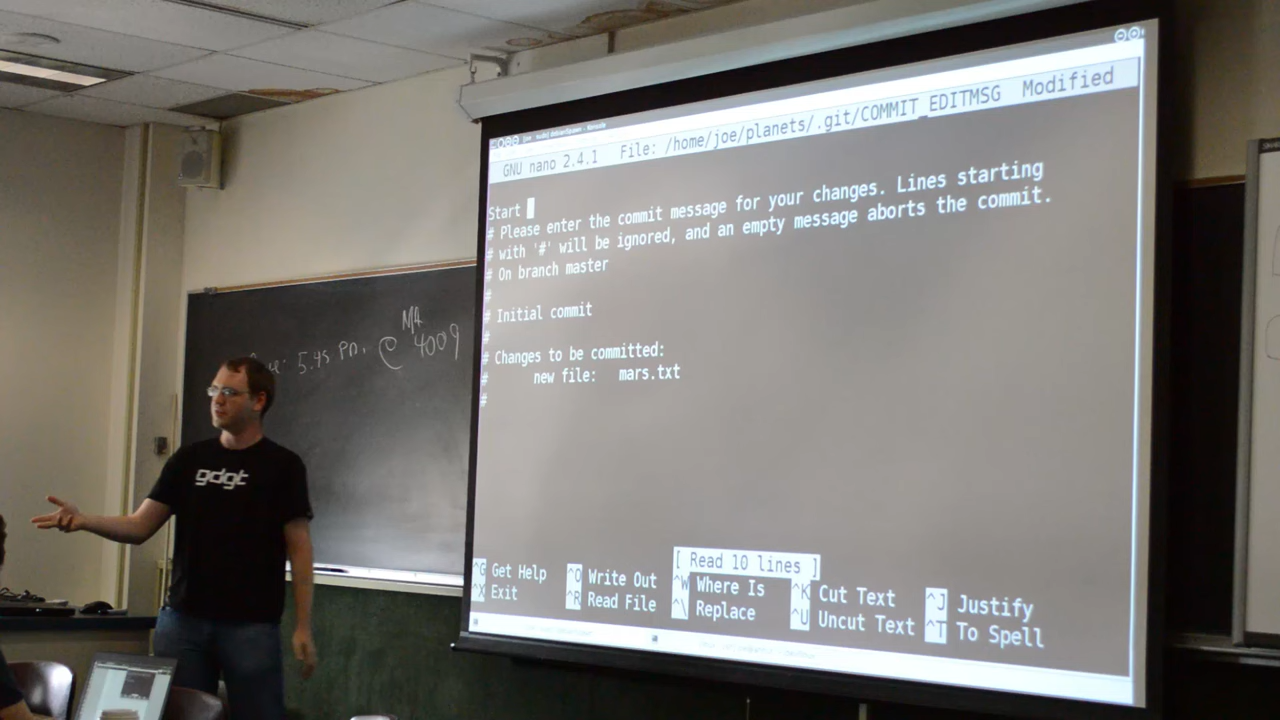 GNU nano 2.4.1 File: /home/joe/planets/.git/COMMIT_EDITMSG Modified
Start
# Please enter the commit message for your changes. Lines starting
# with '#' will be ignored, and an empty message aborts the commit.
# On branch master
#
# Initial commit
#
# Changes to be committed:
# new file: mars.txt
#
[ Read 10 lines ]
^G Get Help ^O Write Out ^W Where Is ^K Cut Text ^J Justify
^X Exit ^R Read File ^\ Replace ^U Uncut Text ^T To Spell
5.45 PM. @ MA 4009
gdgt